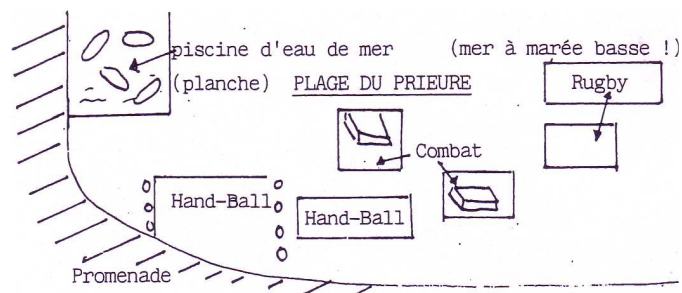 piscine d'eau de mer (mer à marée basse !)
(planche) PLAGE DU PRIEURE Rugby
Combat
Hand-Ball
Hand-Ball
Promenade